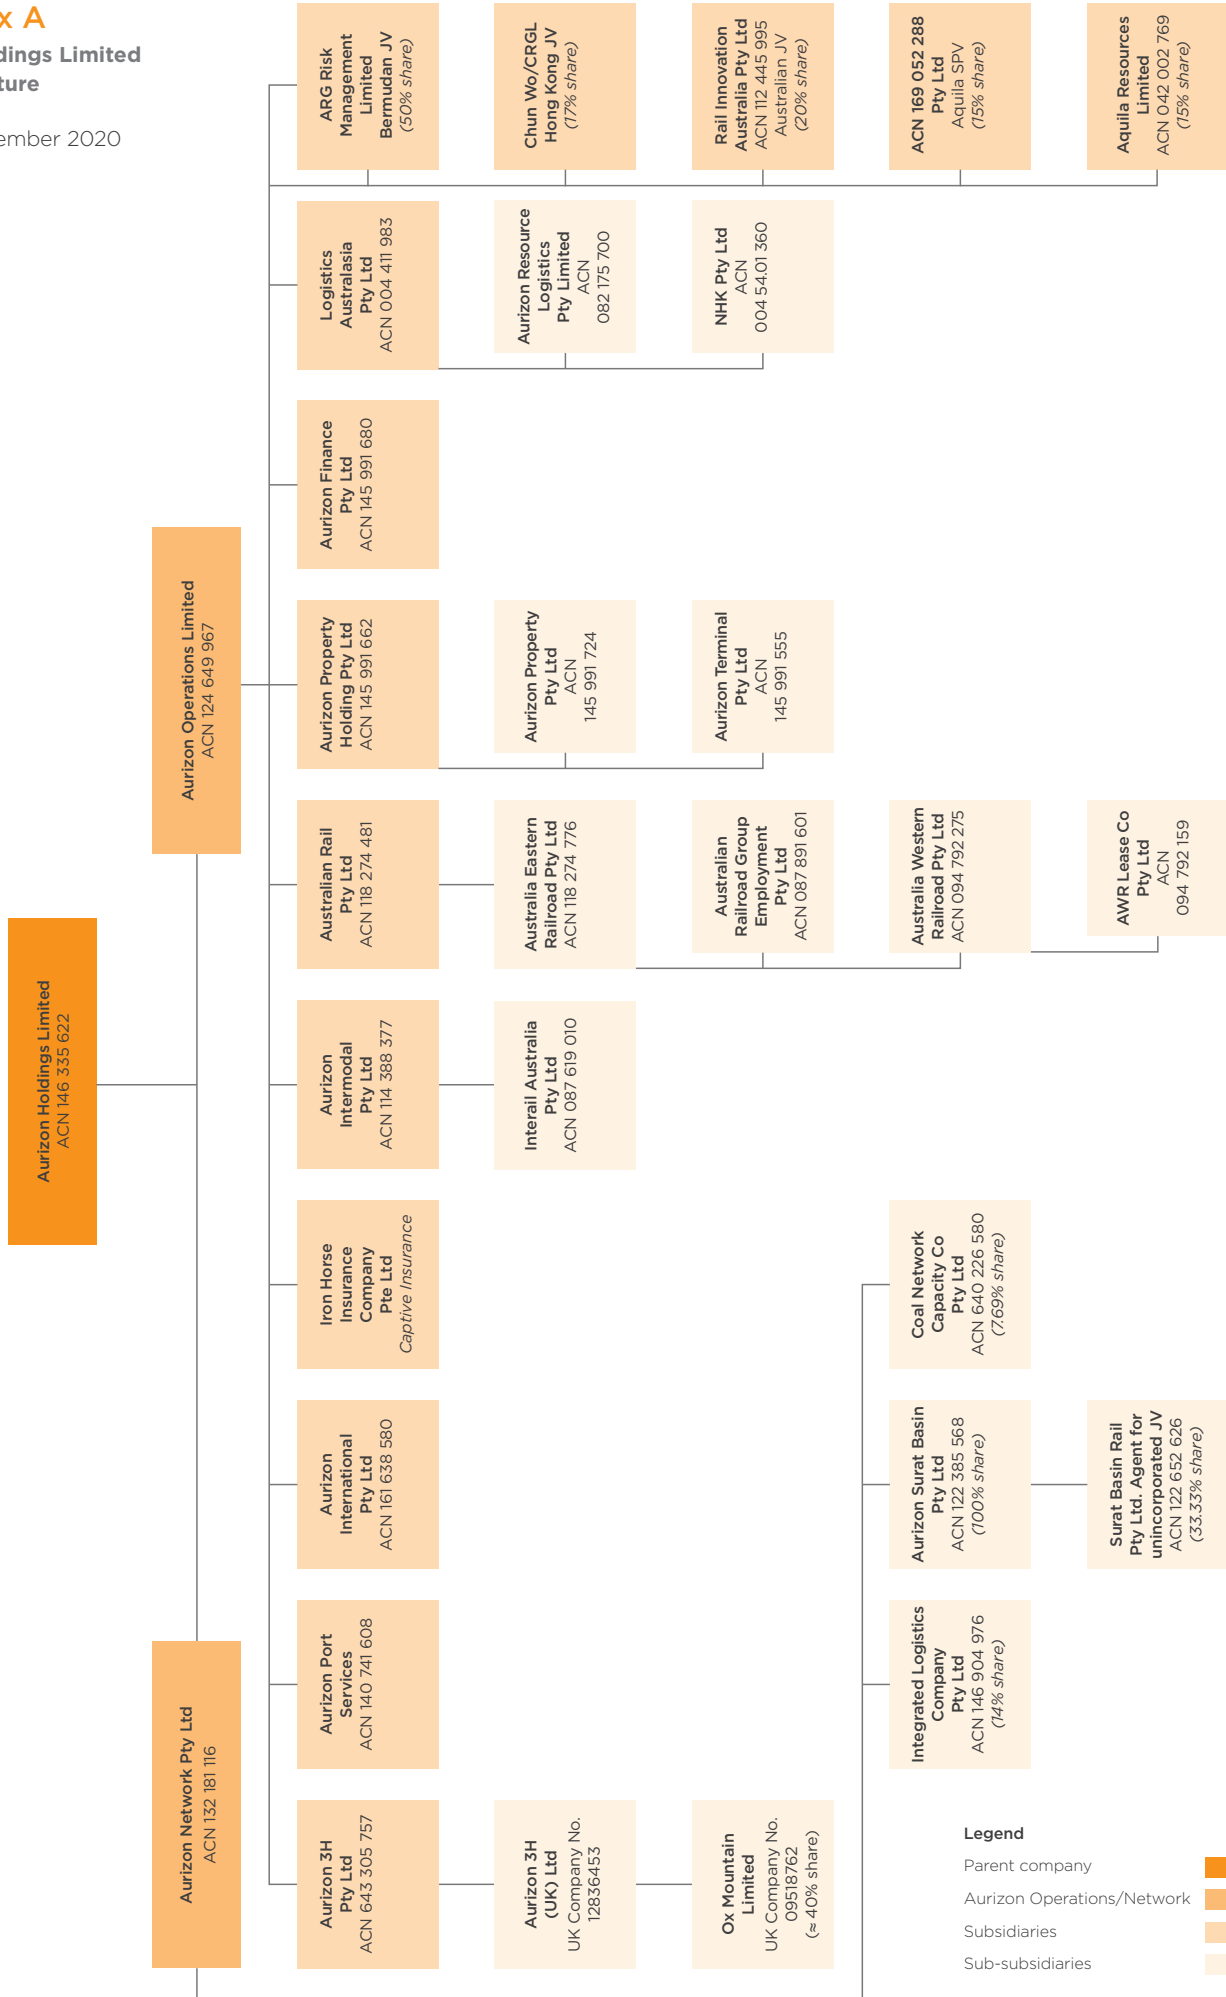 x A
dings Limited
ture
ember 2020
Aurizon Holdings Limited
ACN 146 335 622
Aurizon Network Pty Ltd
ACN 132 181 116
Aurizon Operations Limited
ACN 124 649 967
Aurizon 3H
Pty Ltd
ACN 643 305 757
Aurizon Port
Services
ACN 140 741 608
Aurizon
International
Pty Ltd
ACN 161 638 580
Iron Horse
Insurance
Company
Pte Ltd
Captive Insurance
Aurizon
Intermodal
Pty Ltd
ACN 114 388 377
Australian Rail
Pty Ltd
ACN 118 274 481
Aurizon Property
Holding Pty Ltd
ACN 145 991 662
Aurizon Finance
Pty Ltd
ACN 145 991 680
Logistics
Australasia
Pty Ltd
ACN 004 411 983
ARG Risk
Management
Limited
Bermudan JV
(50% share)
Aurizon 3H
(UK) Ltd
UK Company No.
12836453
Interail Australia
Pty Ltd
ACN 087 619 010
Australia Eastern
Railroad Pty Ltd
ACN 118 274 776
Aurizon Property
Pty Ltd
ACN
145 991 724
Aurizon Resource
Logistics
Pty Limited
ACN
082 175 700
Chun Wo/CRGL
Hong Kong JV
(17% share)
Ox Mountain
Limited
UK Company No.
09518762
(≈ 40% share)
Australian
Railroad Group
Employment
Pty Ltd
ACN 087 891 601
Aurizon Terminal
Pty Ltd
ACN
145 991 555
NHK Pty Ltd
ACN
004 54.01 360
Rail Innovation
Australia Pty Ltd
ACN 112 445 995
Australian JV
(20% share)
Integrated Logistics
Company
Pty Ltd
ACN 146 904 976
(14% share)
Aurizon Surat Basin
Pty Ltd
ACN 122 385 568
(100% share)
Coal Network
Capacity Co
Pty Ltd
ACN 640 226 580
(7.69% share)
Australia Western
Railroad Pty Ltd
ACN 094 792 275
ACN 169 052 288
Pty Ltd
Aquila SPV
(15% share)
Surat Basin Rail
Pty Ltd. Agent for
unincorporated JV
ACN 122 652 626
(33.33% share)
AWR Lease Co
Pty Ltd
ACN
094 792 159
Aquila Resources
Limited
ACN 042 002 769
(15% share)
Legend
Parent company
Aurizon Operations/Network
Subsidiaries
Sub-subsidiaries